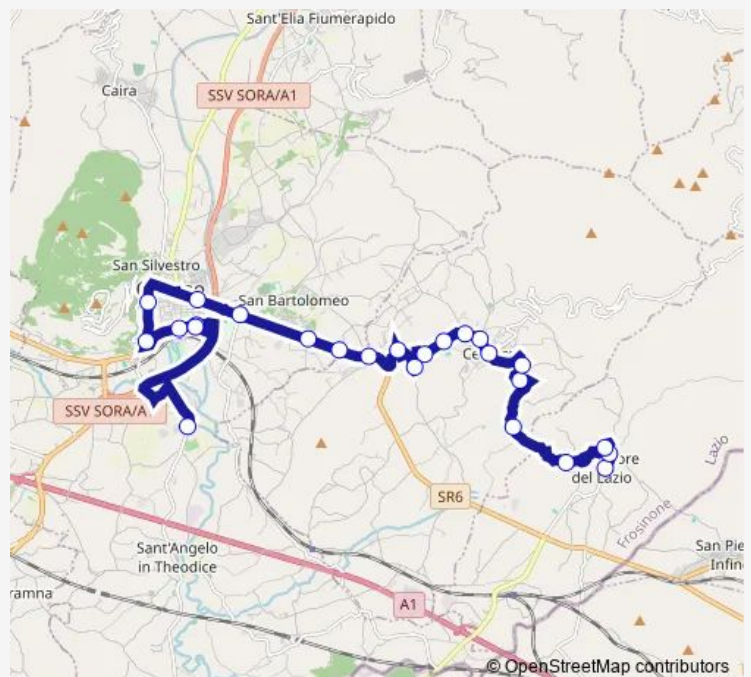 Sant'Elia Fiumerapido
Caira
SSV SORA/A1
San Silvestro
San Bartolomeo
Ce
SSV SORA/A
ore
del Lazio
Lazio
SR6
Frosinone
Sant'Angelo
in Theodice
San Pie
Infin
ramna
A1
© OpenStreetMap contributors